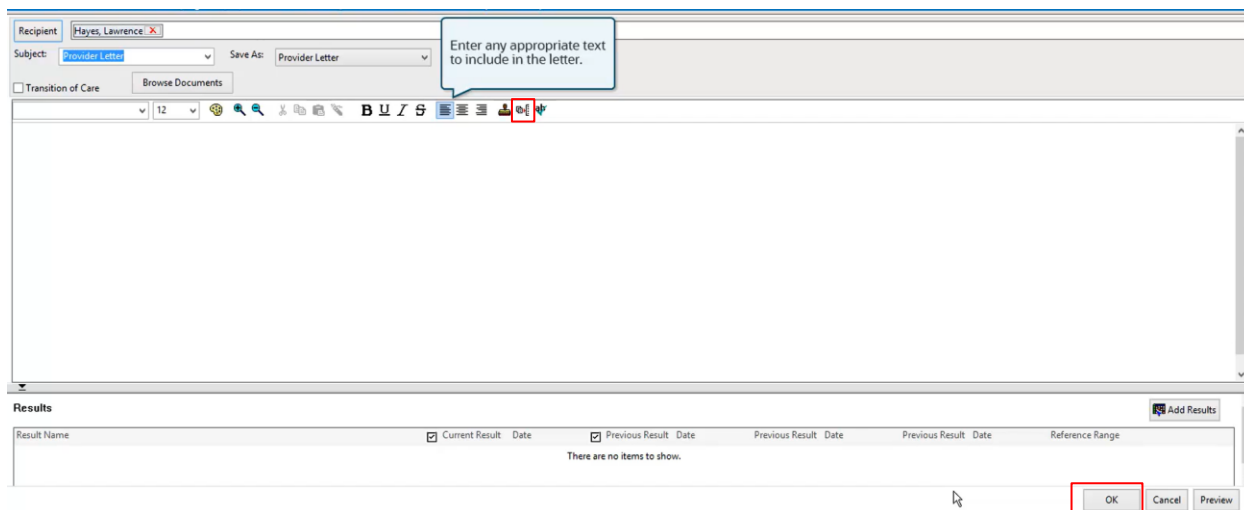 Recipient Hayes, Lawrence
Enter any appropriate text
to include in the letter.
Subject: Provider Letter Save As: Provider Letter
Transition of Care Browse Documents
12 B U I S
Results Add Results
Result Name Current Result Date Previous Result Date Previous Result Date Previous Result Date Reference Range
There are no items to show.
OK Cancel Preview